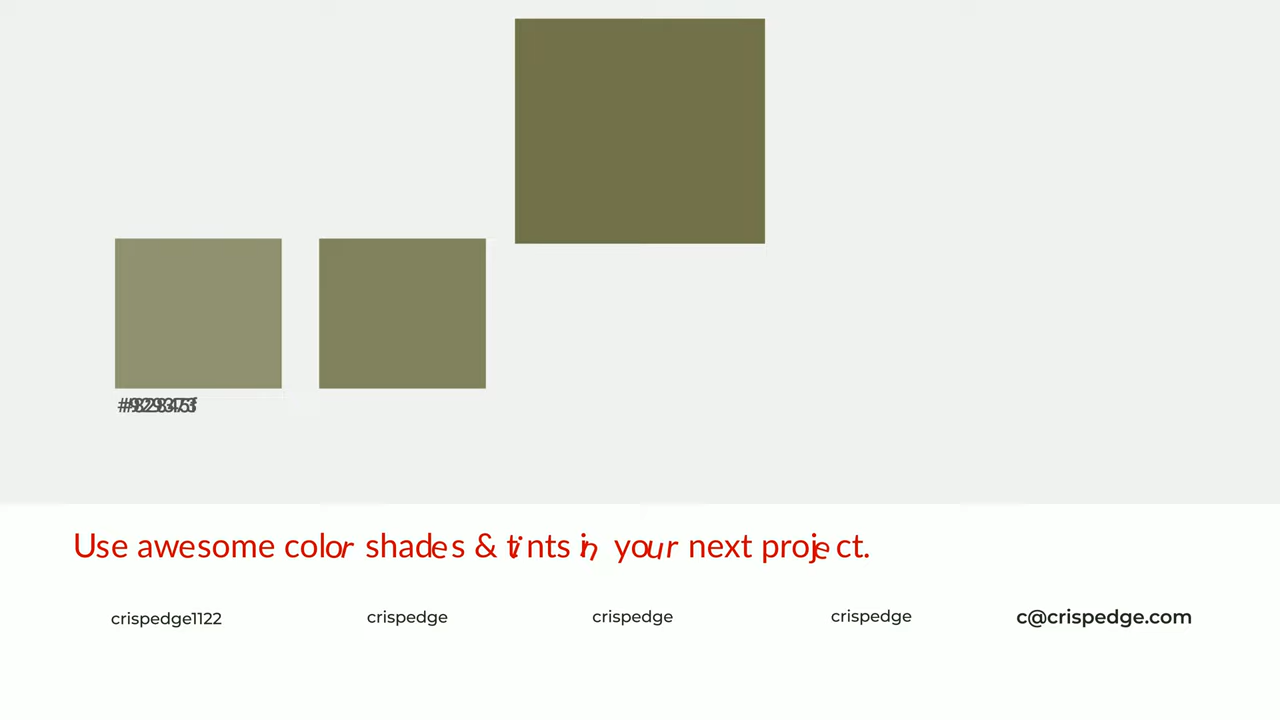 Use awesome color shades & tints in your next project.
crispedge1122 crispedge crispedge crispedge c@crispedge.com